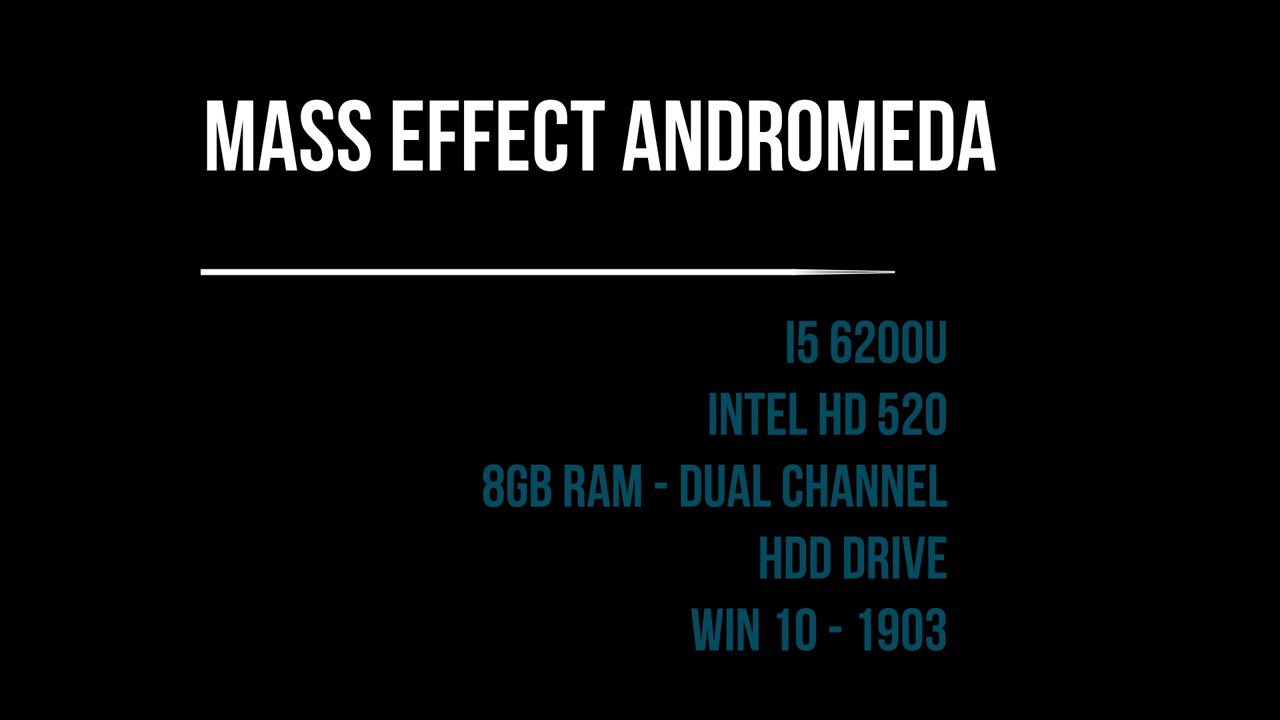 MASS EFFECT ANDROMEDA
I5 6200U
INTEL HD 520
8GB RAM - DUAL CHANNEL
HDD DRIVE
WIN 10 - 1903